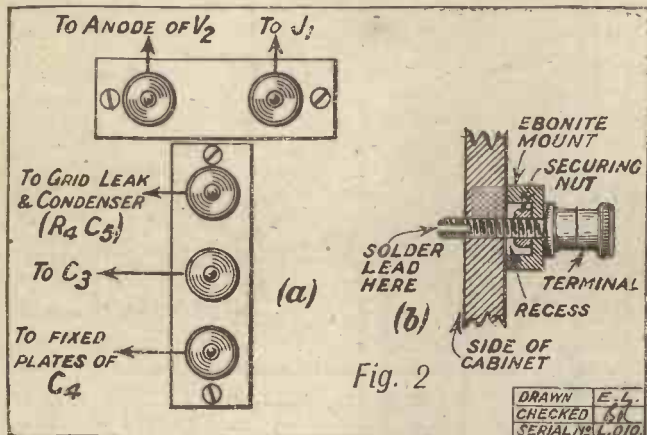 TO ANODE OF V2
TO J1
TO GRID LEAK
& CONDENSER
(R4 C5)
TO C3
TO FIXED
PLATES OF
C4
(a)
EBONITE
MOUNT
SECURING
NUT
SOLDER
LEAD
HERE
TERMINAL
(b)
RECESS
SIDE OF
CABINET
Fig. 2
DRAWN E.L.
CHECKED
SERIAL No L.010.